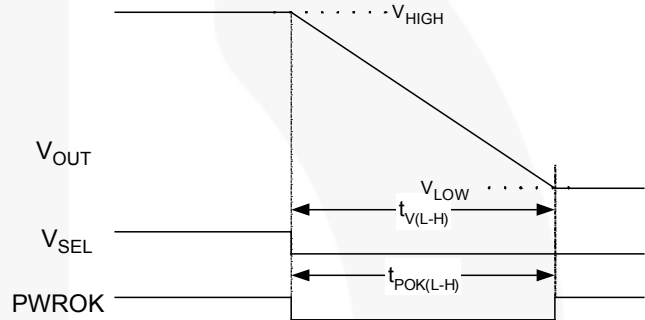 VHIGH
VOUT
VLOW
tV(L-H)
VSEL
tPOK(L-H)
PWROK